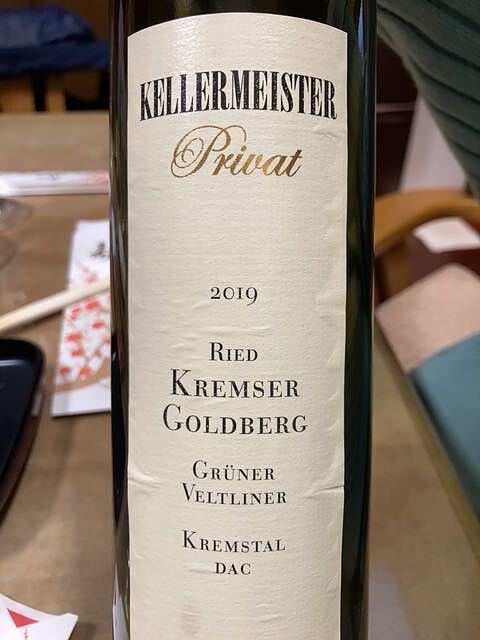 KELLERMEISTER
Privat
2019
RIED
KREMSER
GOLDBERG
GRÜNER
VELTLINER
KREMSTAL
DAC